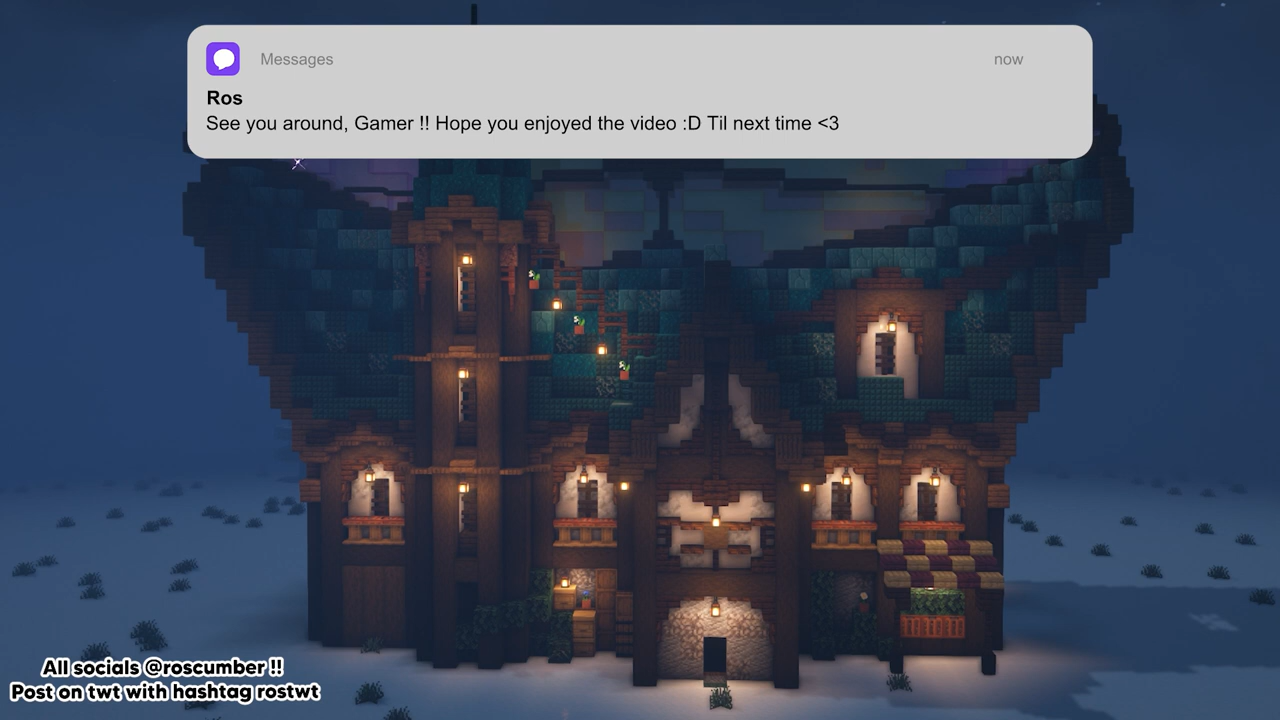 Messages now
Ros
See you around, Gamer !! Hope you enjoyed the video :D Til next time <3
All socials @roscumber !!
Post on twt with hashtag rostwt